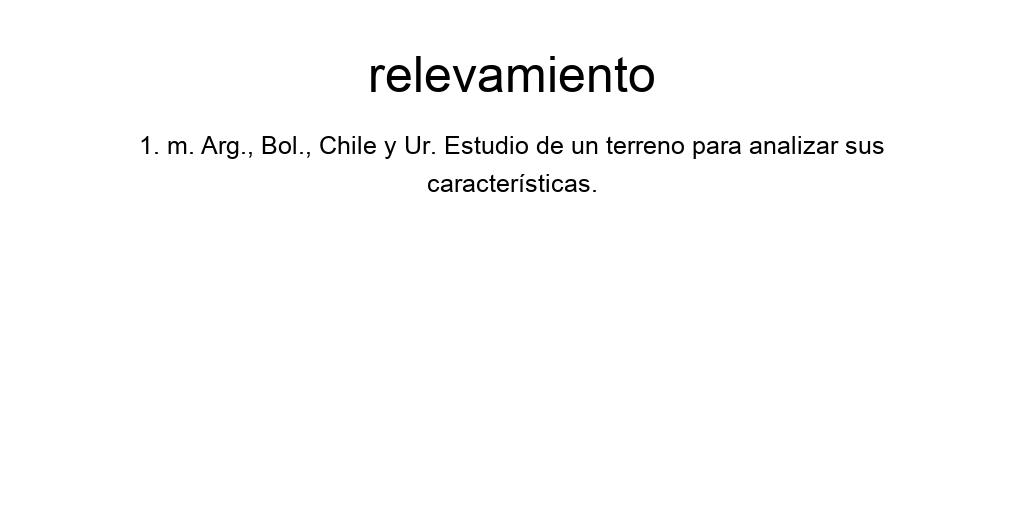 relevamiento
1. m. Arg., Bol., Chile y Ur. Estudio de un terreno para analizar sus
características.